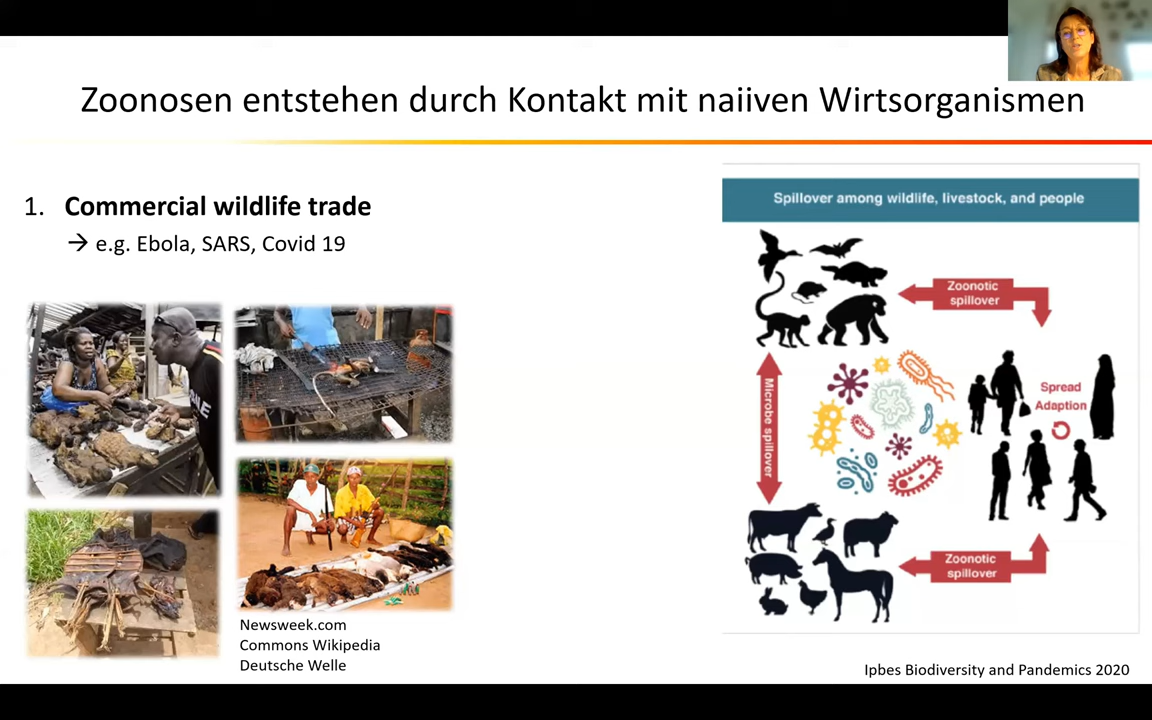 Zoonosen entstehen durch Kontakt mit naiiven Wirtsorganismen
1. Commercial wildlife trade
→ e.g. Ebola, SARS, Covid 19
Newsweek.com
Commons Wikipedia
Deutsche Welle
Spillover among wildlife, livestock, and people
Zoonotic
spillover
Microbe spillover
Spread
Adaption
Zoonotic
spillover
Ipbes Biodiversity and Pandemics 2020